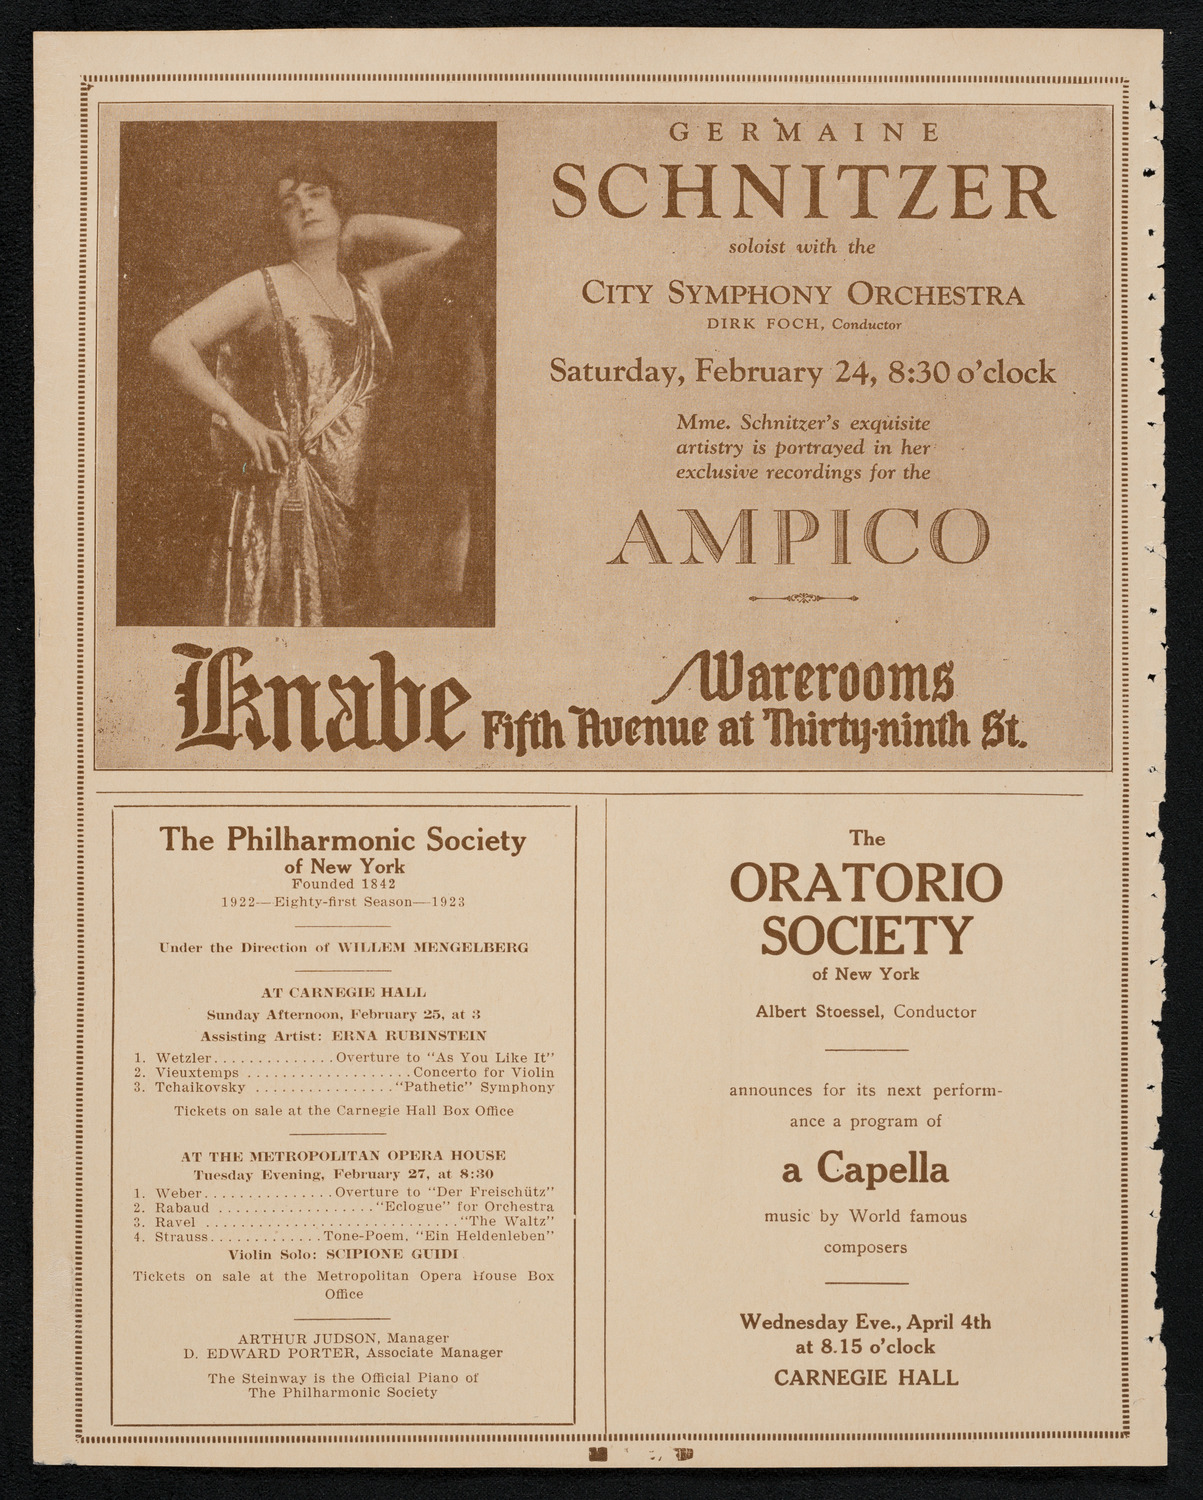 GERMAINE
SCHNITZER
soloist with the
CITY SYMPHONY ORCHESTRA
DIRK FOCH, Conductor
Saturday, February 24, 8:30 o'clock
Mme. Schnitzer's exquisite
artistry is portrayed in her
exclusive recordings for the
AMPICO
Knabe Warerooms
Fifth Avenue at Thirty-ninth St.
The Philharmonic Society
of New York
Founded 1842
1922—Eighty-first Season—1923
Under the Direction of WILLEM MENGELBERG
AT CARNEGIE HALL
Sunday Afternoon, February 25, at 3
Assisting Artist: ERNA RUBINSTEIN
1. Wetzler..............Overture to "As You Like It"
2. Vieuxtemps ...................Concerto for Violin
3. Tchaikovsky ................"Pathetic" Symphony
Tickets on sale at the Carnegie Hall Box Office
AT THE METROPOLITAN OPERA HOUSE
Tuesday Evening, February 27, at 8:30
1. Weber...............Overture to "Der Freischütz"
2. Rabaud .................."Eclogue" for Orchestra
3. Ravel ............................."The Waltz"
4. Strauss.............Tone-Poem, "Ein Heldenleben"
Violin Solo: SCIPIONE GUIDI
Tickets on sale at the Metropolitan Opera House Box
Office
ARTHUR JUDSON, Manager
D. EDWARD PORTER, Associate Manager
The Steinway is the Official Piano of
The Philharmonic Society
The
ORATORIO
SOCIETY
of New York
Albert Stoessel, Conductor
announces for its next perform-
ance a program of
a Capella
music by World famous
composers
Wednesday Eve., April 4th
at 8.15 o'clock
CARNEGIE HALL